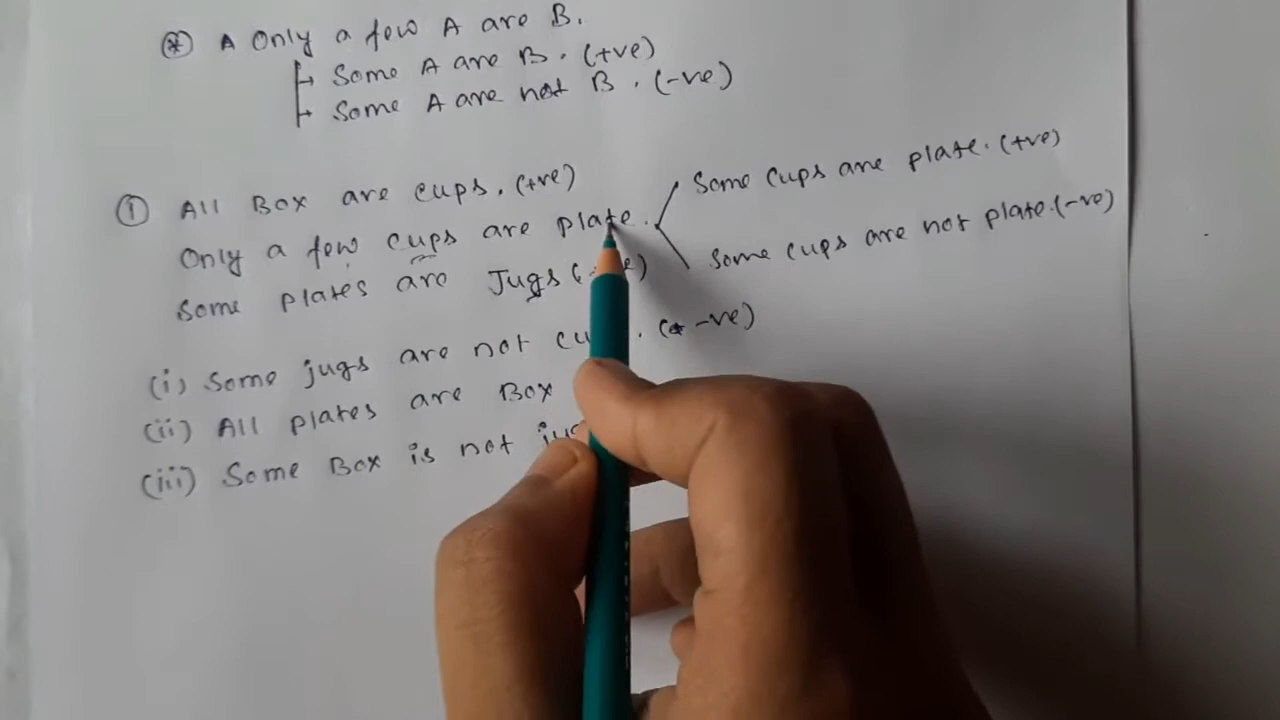 * A Only a few A are B.
Some A are B. (+ve)
Some A are not B. (-ve)
① All Box are cups. (+ve)
Only a few cups are plate.
Some cups are plate. (+ve)
Some cups are not plate. (-ve)
Some plates are Jugs
(i) Some jugs are not (-ve)
(ii) All plates are Box
(iii) Some Box is not